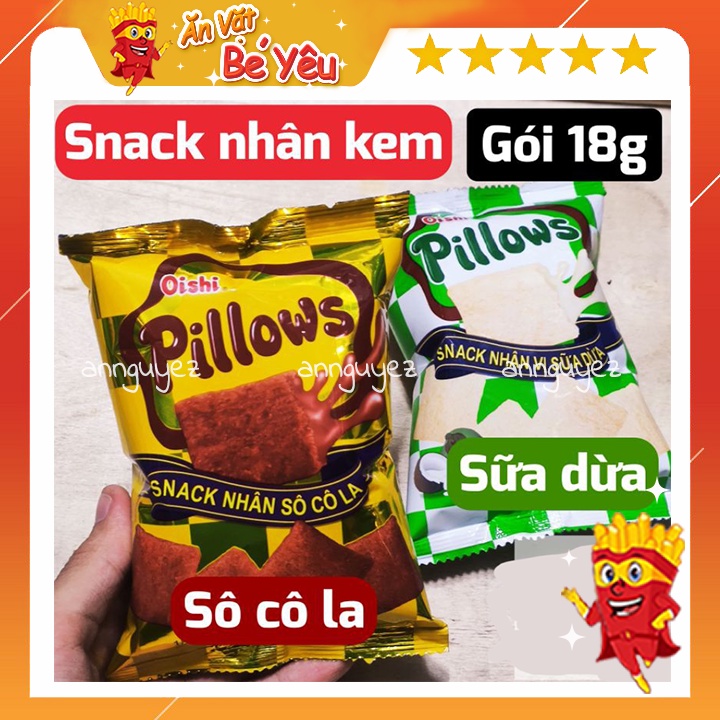 Ăn Vặt
Bé Yêu
Snack nhân kem
Gói 18g
Oishi
Pillows
SNACK NHÂN SÔ CÔ LA
Oishi
Pillows
SNACK NHÂN VỊ SỮA DỪA
annguyez annguyez annguyez
Sữa dừa
Sô cô la